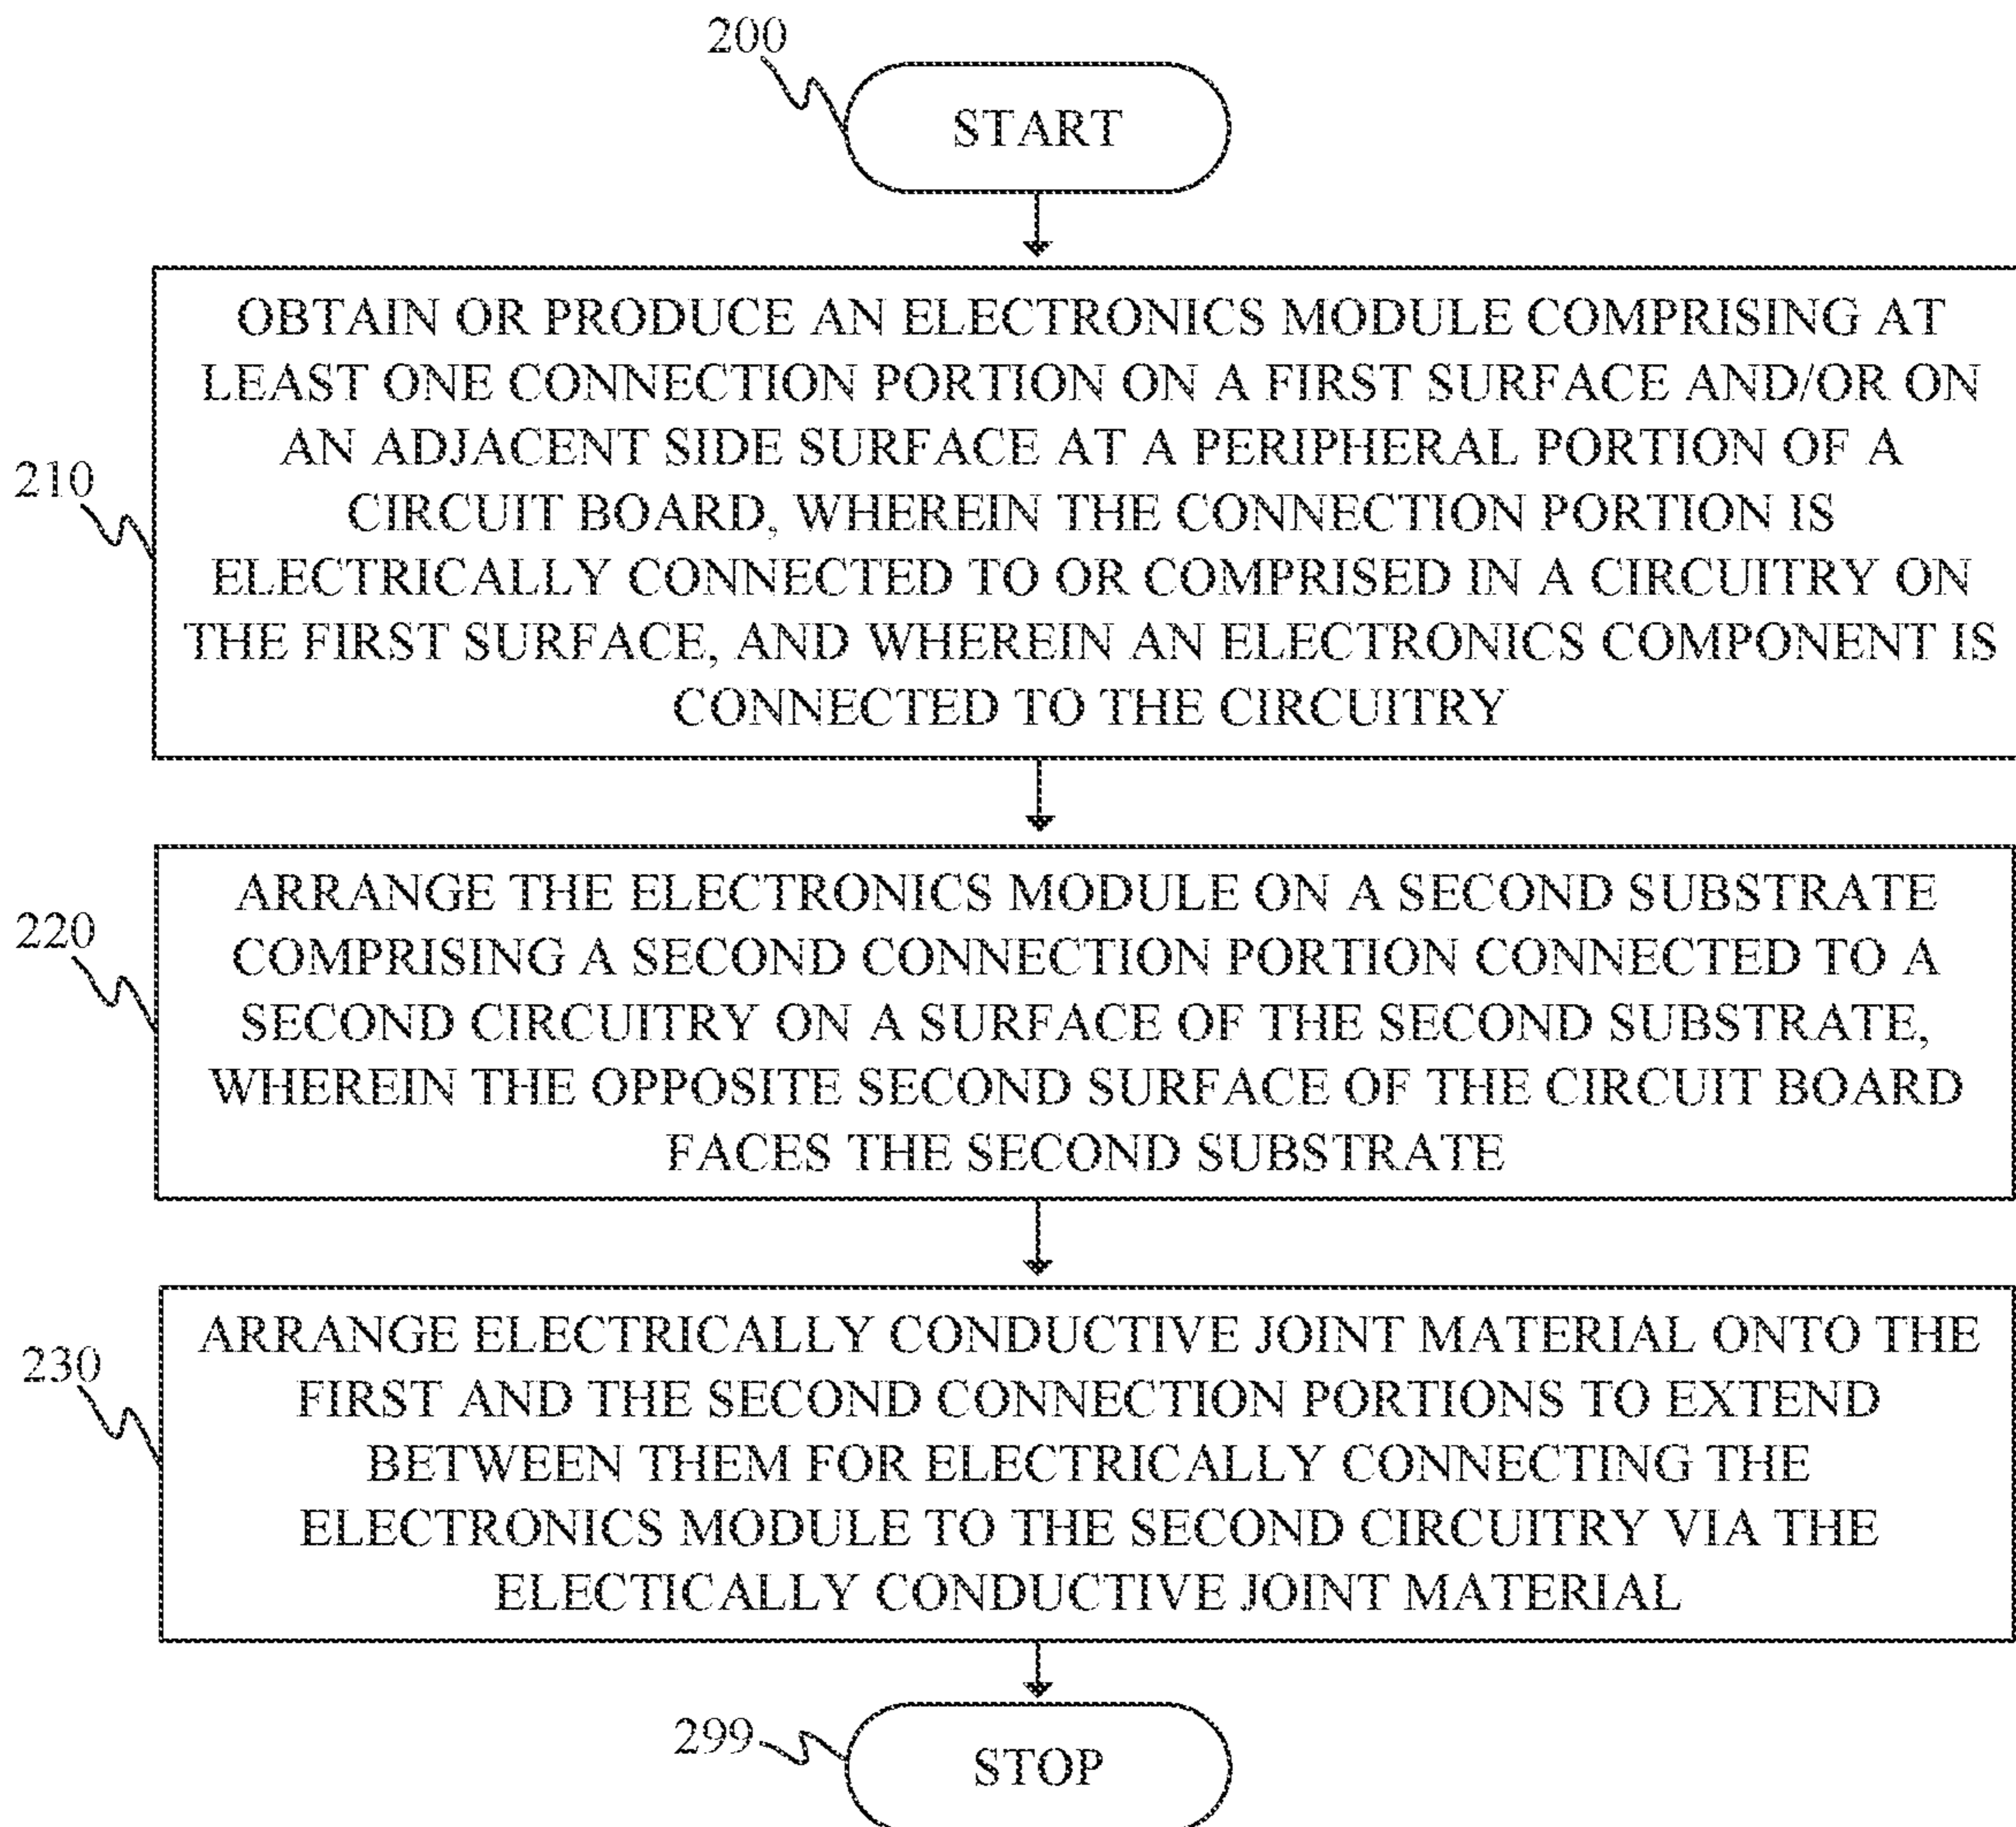 200
START
OBTAIN OR PRODUCE AN ELECTRONICS MODULE COMPRISING AT
LEAST ONE CONNECTION PORTION ON A FIRST SURFACE AND/OR ON
AN ADJACENT SIDE SURFACE AT A PERIPHERAL PORTION OF A
210
CIRCUIT BOARD, WHEREIN THE CONNECTION PORTION IS
ELECTRICALLY CONNECTED TO OR COMPRISED IN A CIRCUITRY ON
THE FIRST SURFACE, AND WHEREIN AN ELECTRONICS COMPONENT IS
CONNECTED TO THE CIRCUITRY
ARRANGE THE ELECTRONICS MODULE ON A SECOND SUBSTRATE
220
COMPRISING A SECOND CONNECTION PORTION CONNECTED TO A
SECOND CIRCUITRY ON A SURFACE OF THE SECOND SUBSTRATE,
WHEREIN THE OPPOSITE SECOND SURFACE OF THE CIRCUIT BOARD
FACES THE SECOND SUBSTRATE
ARRANGE ELECTRICALLY CONDUCTIVE JOINT MATERIAL ONTO THE
230
FIRST AND THE SECOND CONNECTION PORTIONS TO EXTEND
BETWEEN THEM FOR ELECTRICALLY CONNECTING THE
ELECTRONICS MODULE TO THE SECOND CIRCUITRY VIA THE
ELECTICALLY CONDUCTIVE JOINT MATERIAL
299
STOP